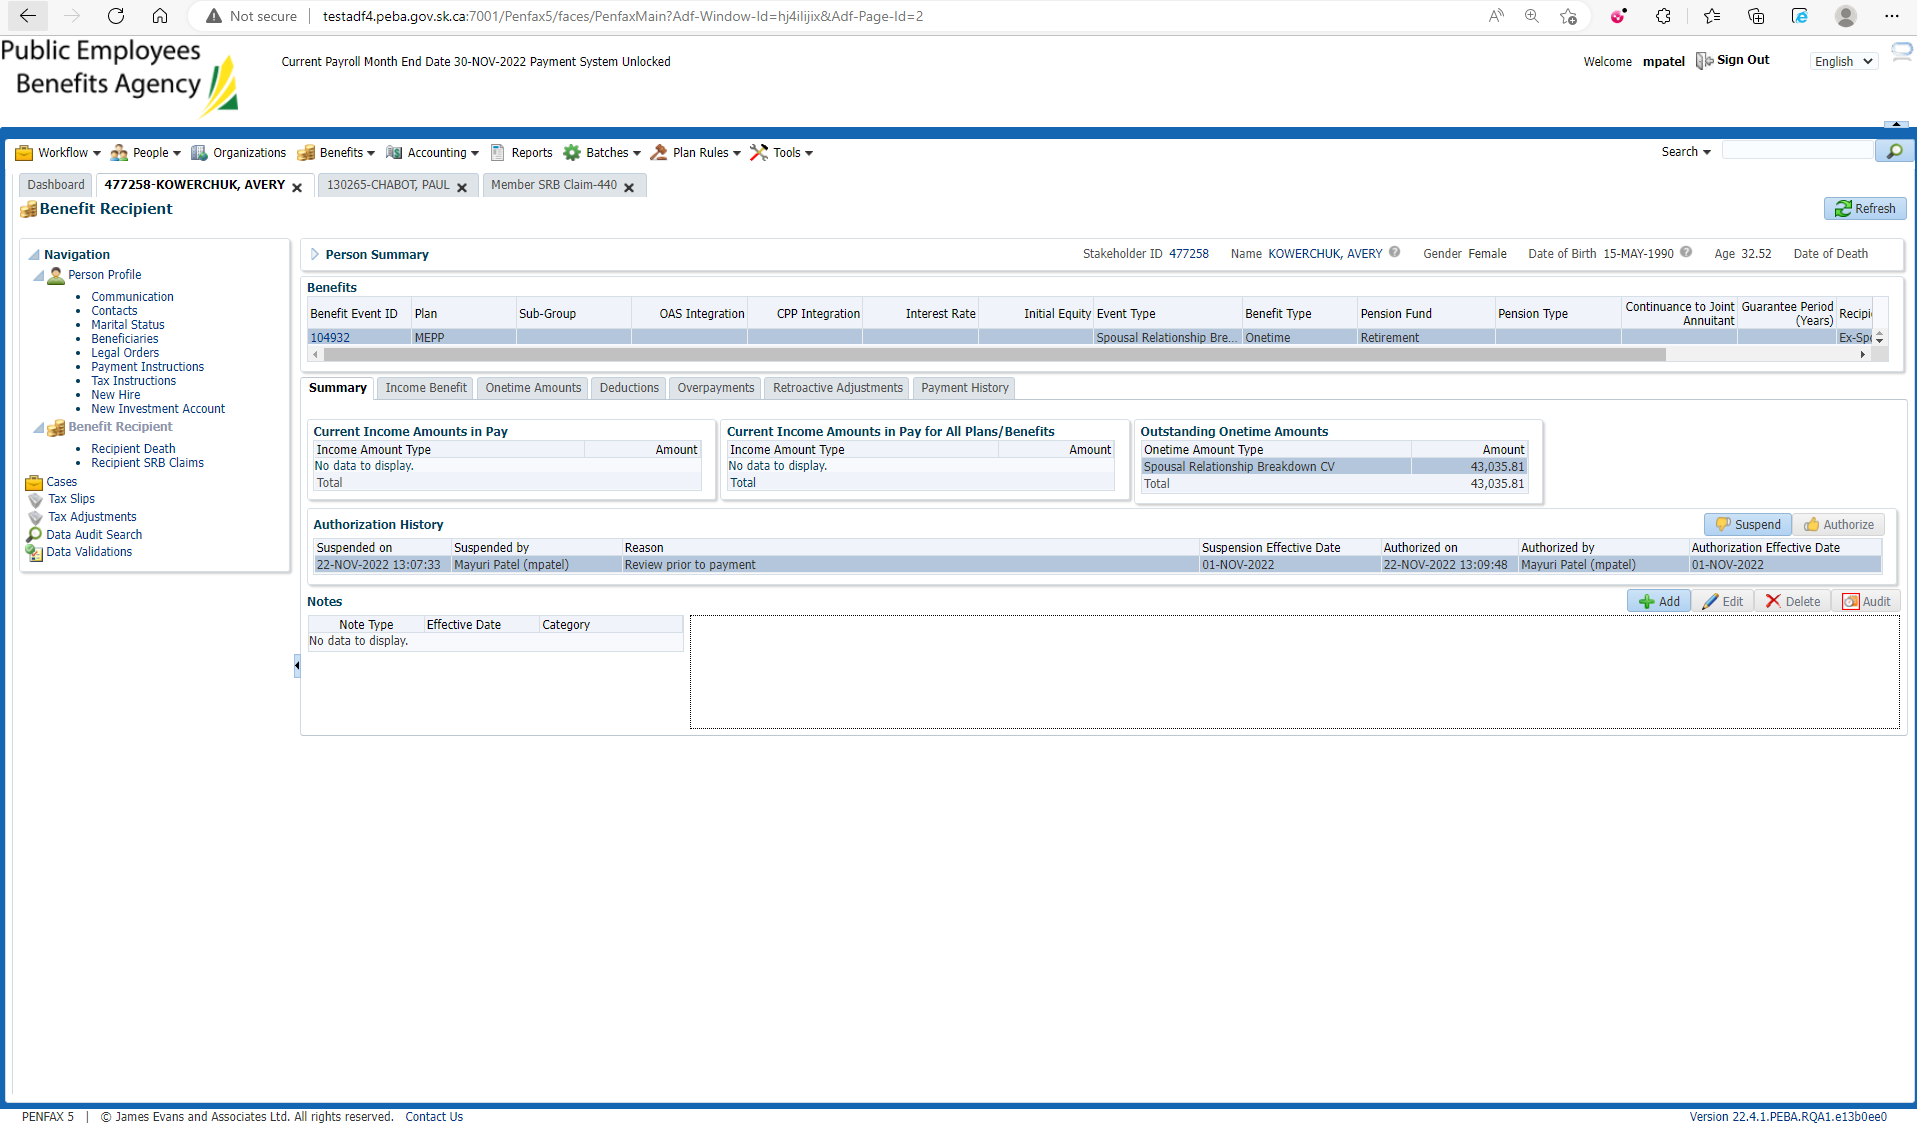 Not secure | testadf4.peba.gov.sk.ca:7001/Penfax5/faces/PenfaxMain?Adf-Window-Id=hj4ilijix&Adf-Page-Id=2
Public Employees
Benefits Agency
Current Payroll Month End Date 30-NOV-2022 Payment System Unlocked
Welcome mpatel Sign Out English
Workflow People Organizations Benefits Accounting Reports Batches Plan Rules Tools Search
Dashboard 477258-KOWERCHUK, AVERY 130265-CHABOT, PAUL Member SRB Claim-440
Benefit Recipient
Refresh
Navigation
Person Profile
Communication
Contacts
Marital Status
Beneficiaries
Legal Orders
Payment Instructions
Tax Instructions
New Hire
New Investment Account
Benefit Recipient
Recipient Death
Recipient SRB Claims
Cases
Tax Slips
Tax Adjustments
Data Audit Search
Data Validations
Person Summary Stakeholder ID 477258 Name KOWERCHUK, AVERY Gender Female Date of Birth 15-MAY-1990 Age 32.52 Date of Death
Benefits
Benefit Event ID Plan Sub-Group OAS Integration CPP Integration Interest Rate Initial Equity Event Type Benefit Type Pension Fund Pension Type Continuance to Joint Annuitant Guarantee Period (Years) Recipi
104932 MEPP Spousal Relationship Bre... Onetime Retirement Ex-Spo
Summary Income Benefit Onetime Amounts Deductions Overpayments Retroactive Adjustments Payment History
Current Income Amounts in Pay
Income Amount Type Amount
No data to display.
Total
Current Income Amounts in Pay for All Plans/Benefits
Income Amount Type Amount
No data to display.
Total
Outstanding Onetime Amounts
Onetime Amount Type Amount
Spousal Relationship Breakdown CV 43,035.81
Total 43,035.81
Authorization History
Suspend Authorize
Suspended on Suspended by Reason Suspension Effective Date Authorized on Authorized by Authorization Effective Date
22-NOV-2022 13:07:33 Mayuri Patel (mpatel) Review prior to payment 01-NOV-2022 22-NOV-2022 13:09:48 Mayuri Patel (mpatel) 01-NOV-2022
Notes
Add Edit Delete Audit
Note Type Effective Date Category
No data to display.
PENFAX 5 | © James Evans and Associates Ltd. All rights reserved. Contact Us
Version 22.4.1.PEBA.RQA1.e13b0ee0